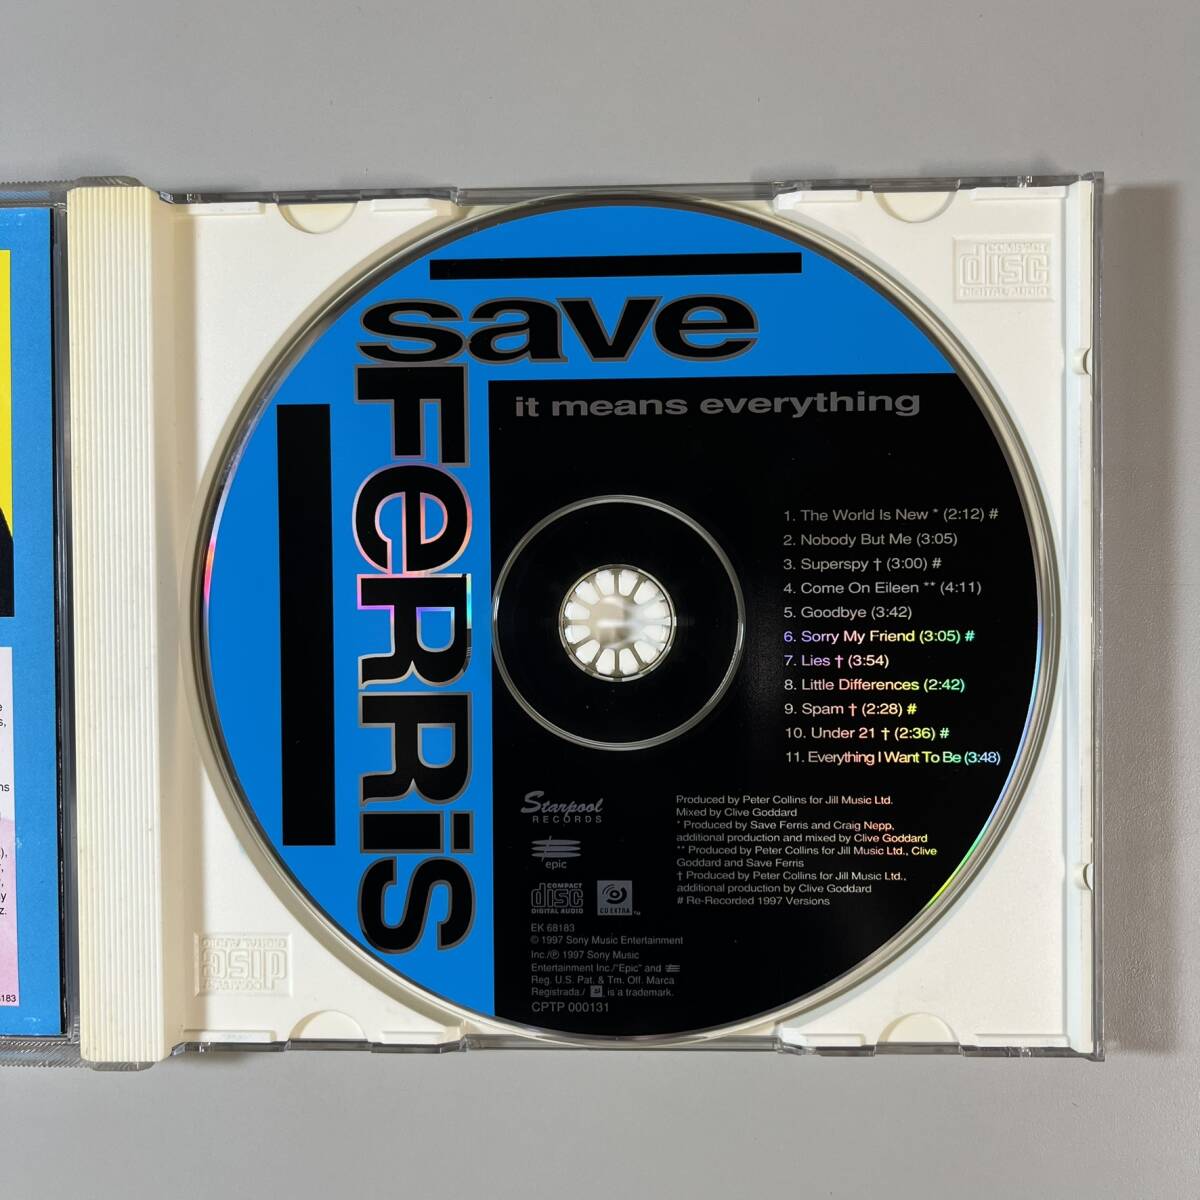 save
FeRRiS
it means everything
1. The World Is New * (2:12) #
2. Nobody But Me (3:05)
3. Superspy † (3:00) #
4. Come On Eileen ** (4:11)
5. Goodbye (3:42)
6. Sorry My Friend (3:05) #
7. Lies † (3:54)
8. Little Differences (2:42)
9. Spam † (2:28) #
10. Under 21 † (2:36) #
11. Everything I Want To Be (3:48)
Starpool
RECORDS
epic
COMPACT
disc
DIGITAL AUDIO
CD EXTRA
TM
Produced by Peter Collins for Jill Music Ltd.
Mixed by Clive Goddard
* Produced by Save Ferris and Craig Nepp,
additional production and mixed by Clive Goddard
** Produced by Peter Collins for Jill Music Ltd., Clive
Goddard and Save Ferris
† Produced by Peter Collins for Jill Music Ltd.,
additional production by Clive Goddard
# Re-Recorded 1997 Versions
EK 68183
© 1997 Sony Music Entertainment
Inc./℗ 1997 Sony Music
Entertainment Inc./"Epic" and
Reg. U.S. Pat. & Tm. Off. Marca
Registrada./ is a trademark.
CPTP 000131
COMPACT
disc
DIGITAL AUDIO
COMPACT
disc
DIGITAL AUDIO